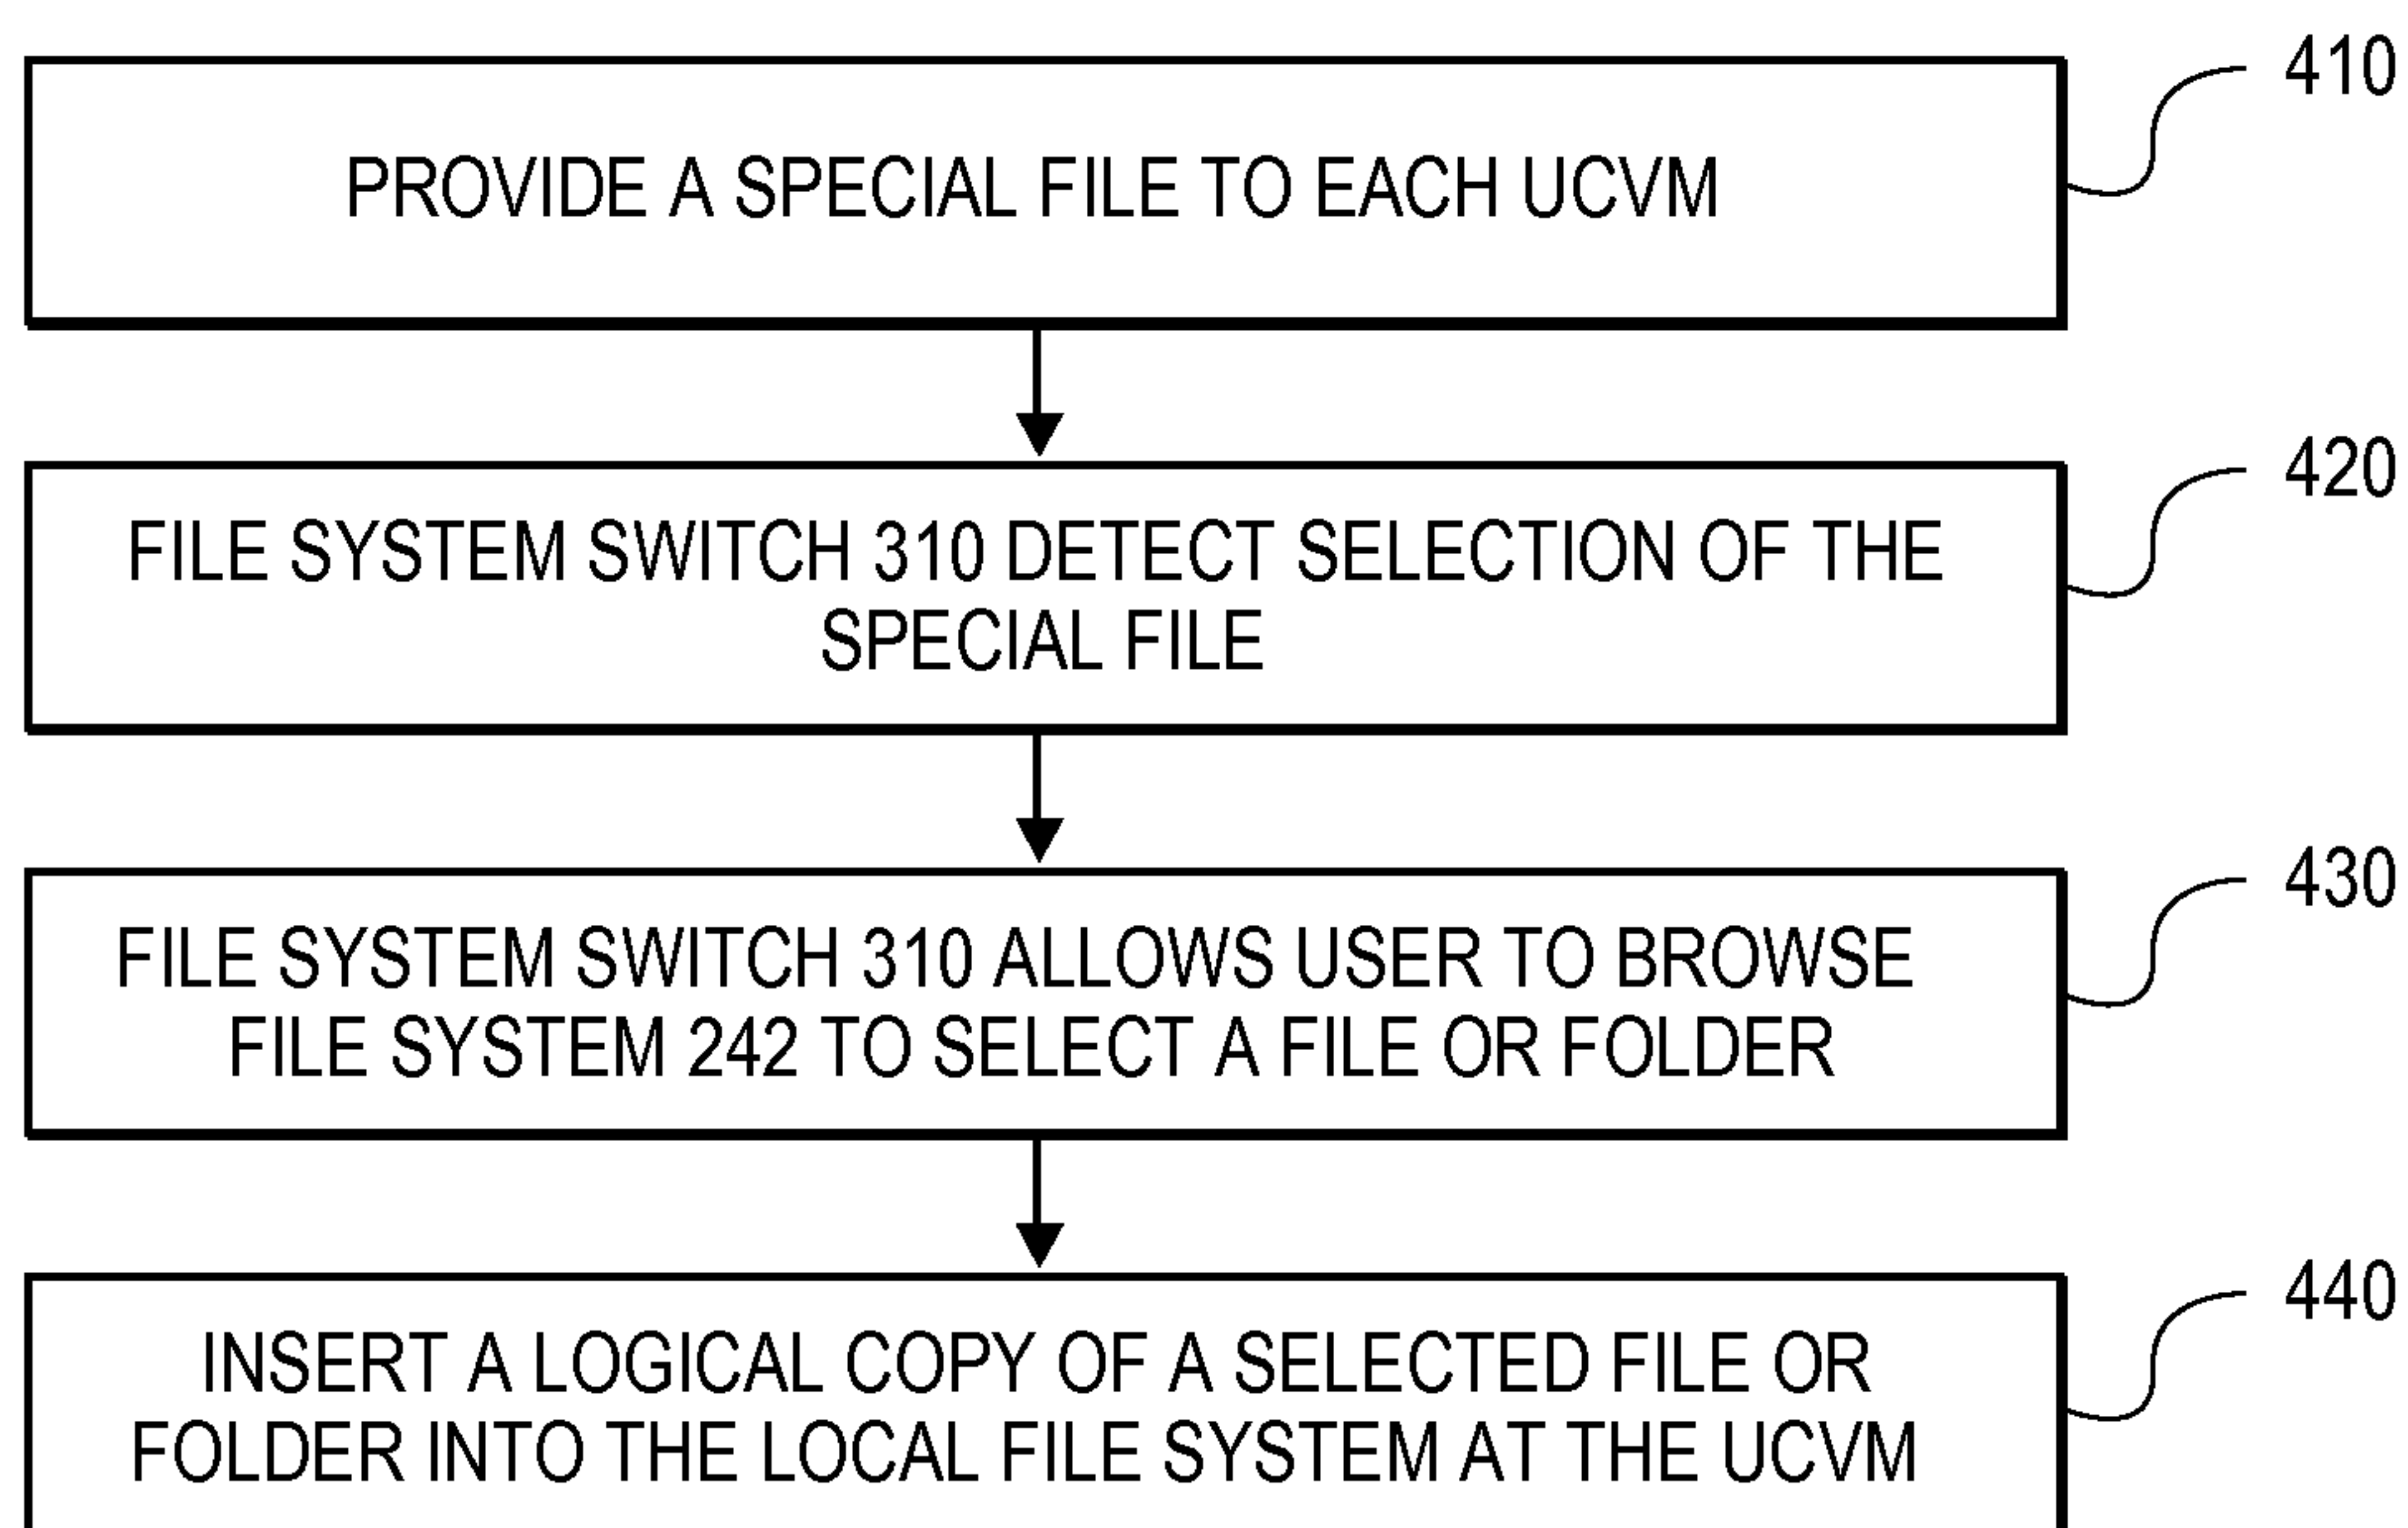 410
PROVIDE A SPECIAL FILE TO EACH UCVM
420
FILE SYSTEM SWITCH 310 DETECT SELECTION OF THE
SPECIAL FILE
430
FILE SYSTEM SWITCH 310 ALLOWS USER TO BROWSE
FILE SYSTEM 242 TO SELECT A FILE OR FOLDER
440
INSERT A LOGICAL COPY OF A SELECTED FILE OR
FOLDER INTO THE LOCAL FILE SYSTEM AT THE UCVM